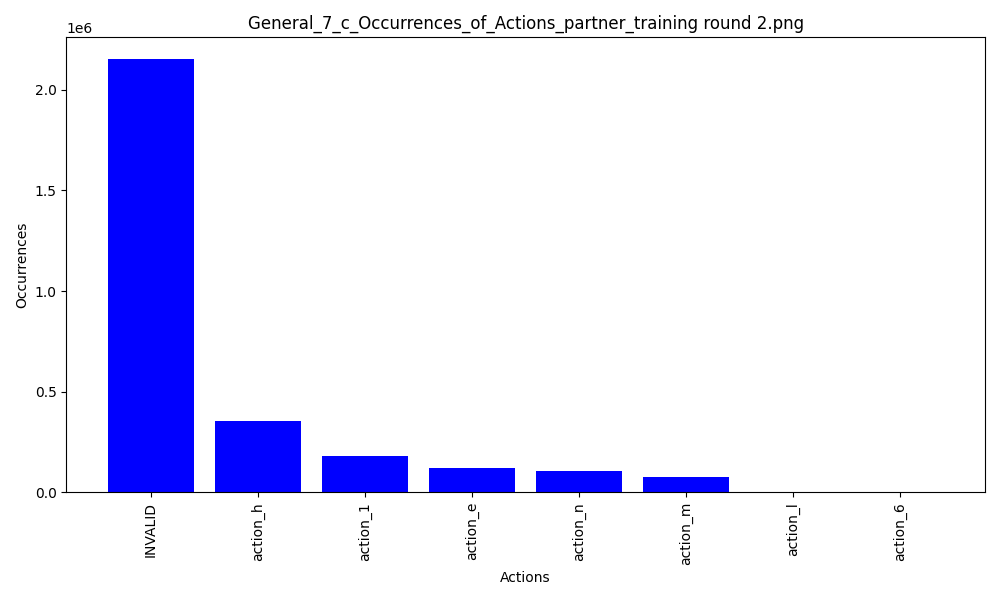 General_7_c_Occurrences_of_Actions_partner_training round 2.png
1e6
2.0
1.5
1.0
0.5
0.0
Occurrences
INVALID
action_h
action_1
action_e
action_n
action_m
action_l
action_6
Actions